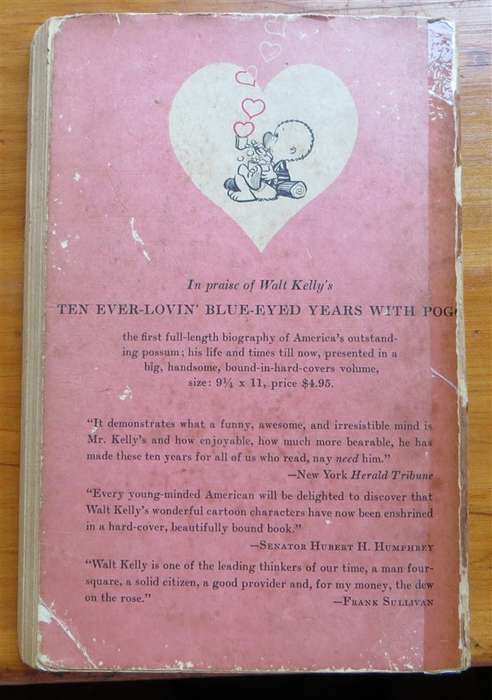 In praise of Walt Kelly's
TEN EVER-LOVIN' BLUE-EYED YEARS WITH POGO
the first full-length biography of America's outstand-
ing possum; his life and times till now, presented in a
big, handsome, bound-in-hard-covers volume,
size: 9¼ x 11, price $4.95.
“It demonstrates what a funny, awesome, and irresistible mind is
Mr. Kelly's and how enjoyable, how much more bearable, he has
made these ten years for all of us who read, nay need him.”
—New York Herald Tribune
“Every young-minded American will be delighted to discover that
Walt Kelly's wonderful cartoon characters have now been enshrined
in a hard-cover, beautifully bound book.”
—SENATOR HUBERT H. HUMPHREY
“Walt Kelly is one of the leading thinkers of our time, a man four-
square, a solid citizen, a good provider and, for my money, the dew
on the rose.” —FRANK SULLIVAN